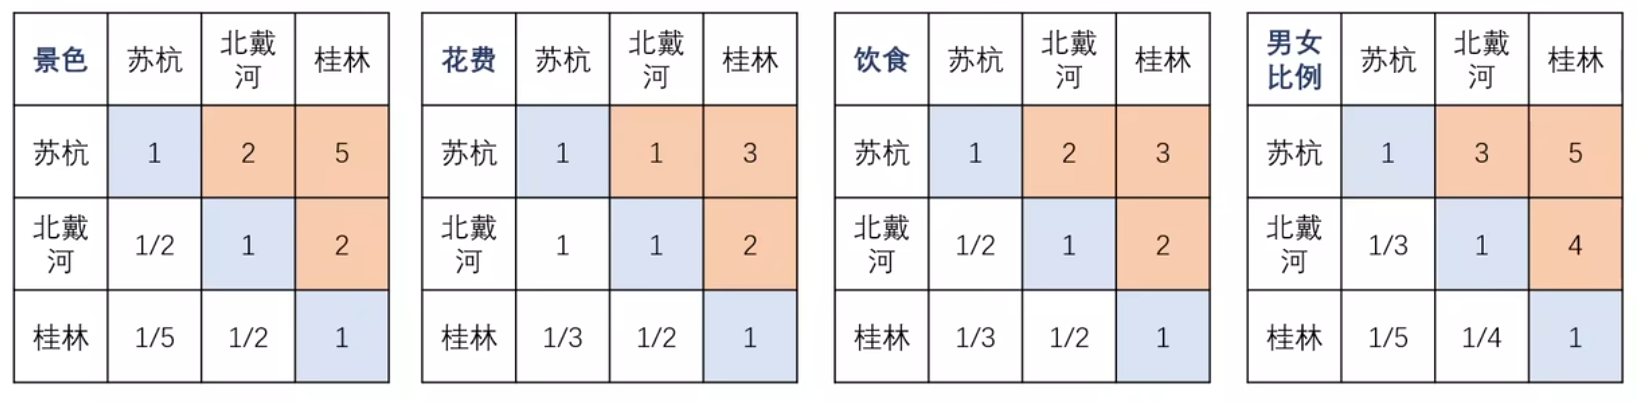 景色 苏杭 北戴河 桂林
苏杭 1 2 5
北戴河 1/2 1 2
桂林 1/5 1/2 1
花费 苏杭 北戴河 桂林
苏杭 1 1 3
北戴河 1 1 2
桂林 1/3 1/2 1
饮食 苏杭 北戴河 桂林
苏杭 1 2 3
北戴河 1/2 1 2
桂林 1/3 1/2 1
男女比例 苏杭 北戴河 桂林
苏杭 1 3 5
北戴河 1/3 1 4
桂林 1/5 1/4 1